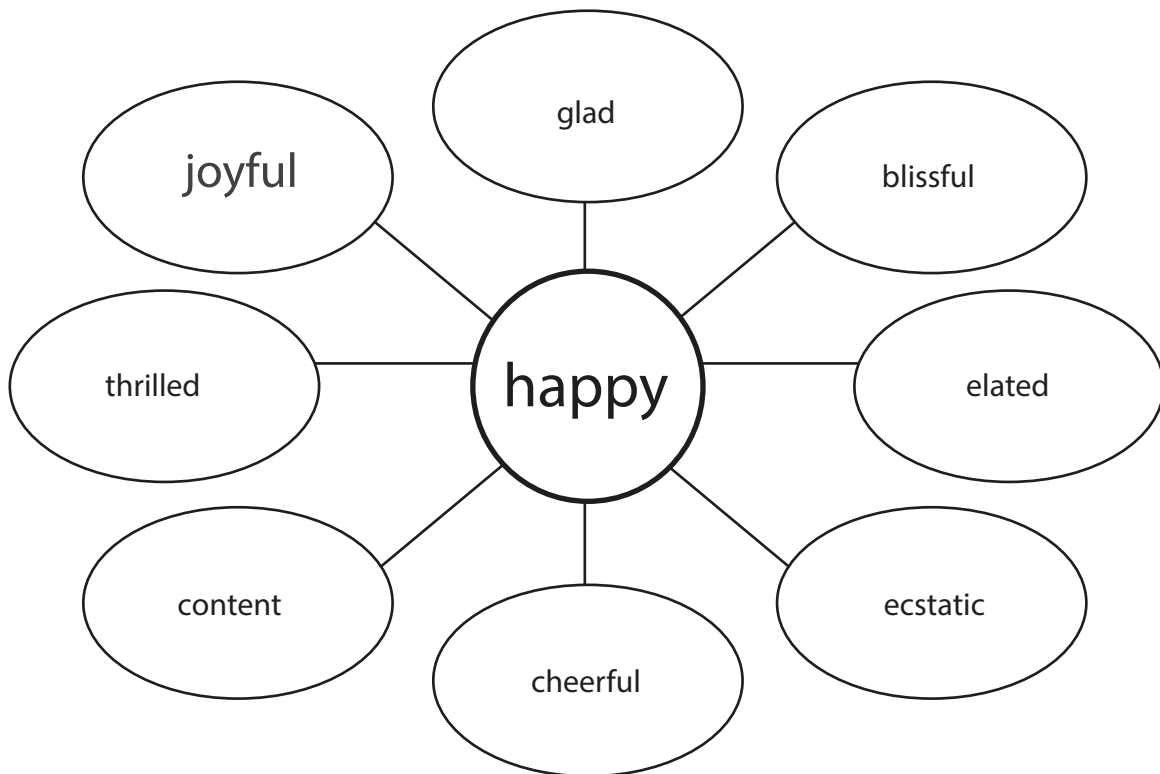 glad
joyful
blissful
thrilled
happy
elated
content
ecstatic
cheerful